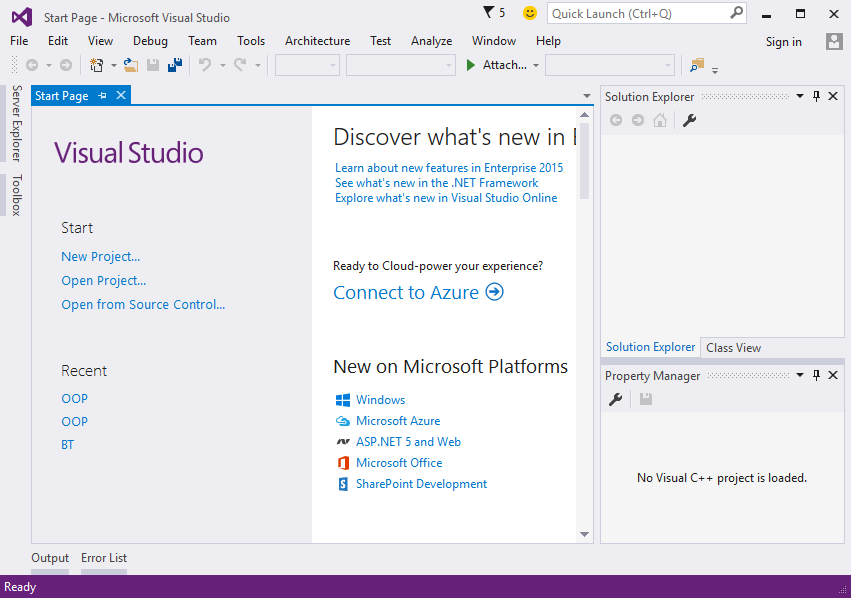 Start Page - Microsoft Visual Studio
5
Quick Launch (Ctrl+Q)
File Edit View Debug Team Tools Architecture Test Analyze Window Help
Sign in
Attach...
Server Explorer
Toolbox
Start Page
Visual Studio
Start
New Project...
Open Project...
Open from Source Control...
Recent
OOP
OOP
BT
Discover what's new in
Learn about new features in Enterprise 2015
See what's new in the .NET Framework
Explore what's new in Visual Studio Online
Ready to Cloud-power your experience?
Connect to Azure
New on Microsoft Platforms
Windows
Microsoft Azure
ASP.NET 5 and Web
Microsoft Office
SharePoint Development
Solution Explorer
Solution Explorer Class View
Property Manager
No Visual C++ project is loaded.
Output Error List
Ready